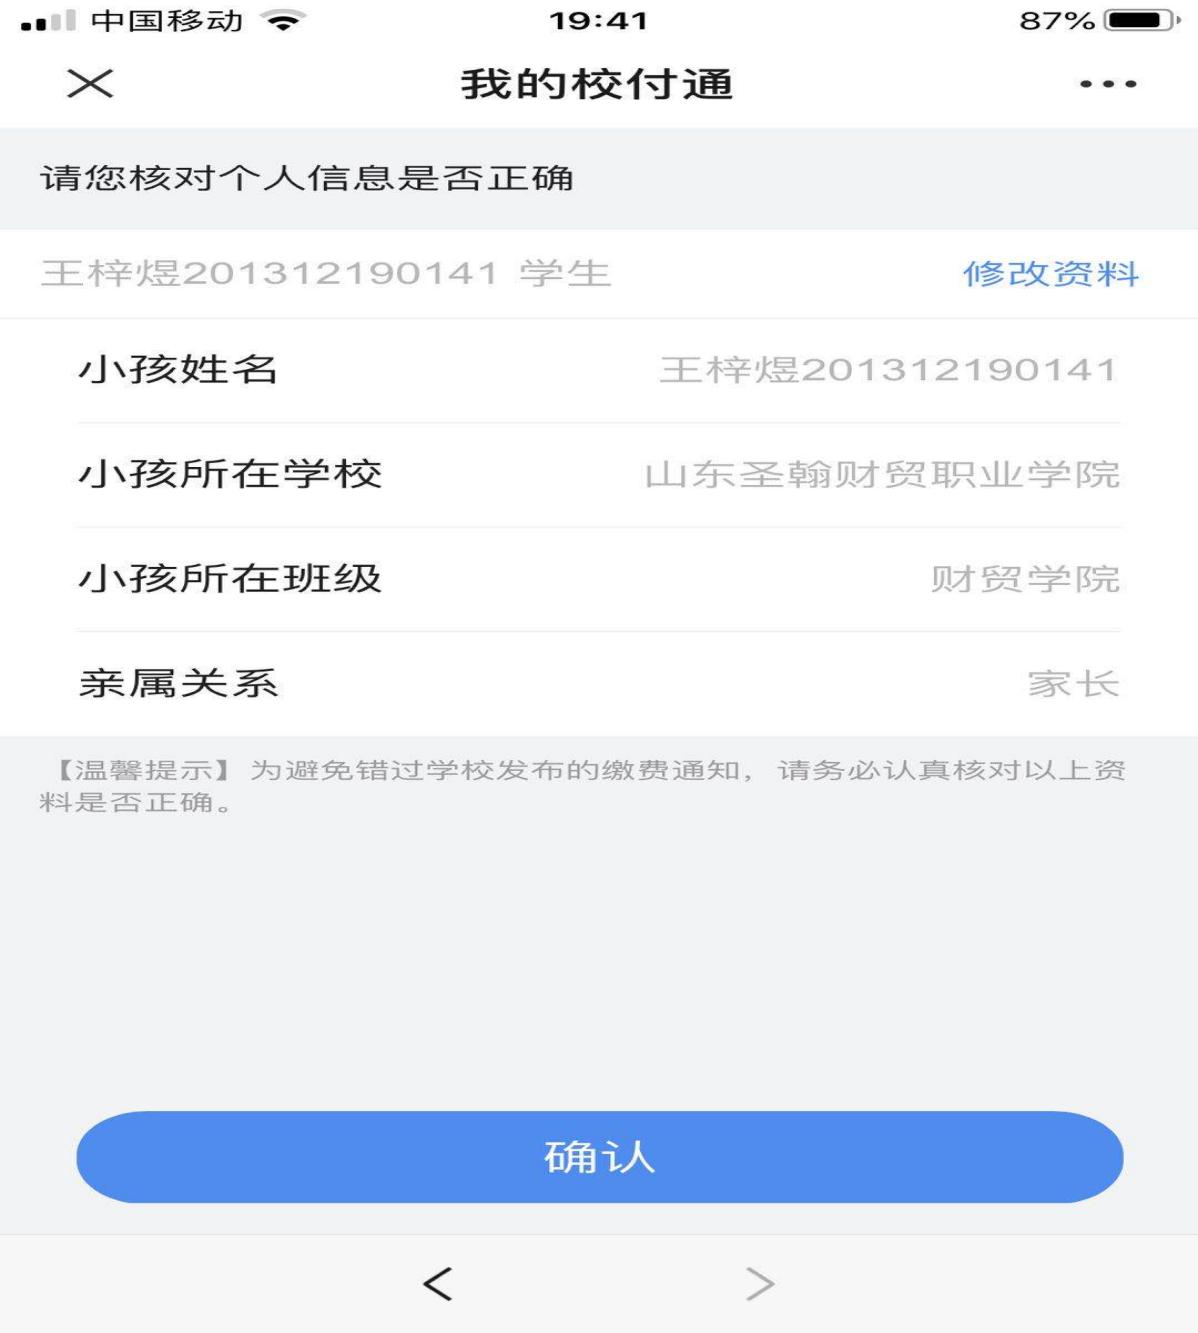 中国移动 19:41 87%
我的校付通
请您核对个人信息是否正确
王梓煜201312190141 学生 修改资料
小孩姓名 王梓煜201312190141
小孩所在学校 山东圣翰财贸职业学院
小孩所在班级 财贸学院
亲属关系 家长
【温馨提示】为避免错过学校发布的缴费通知，请务必认真核对以上资
料是否正确。
确认